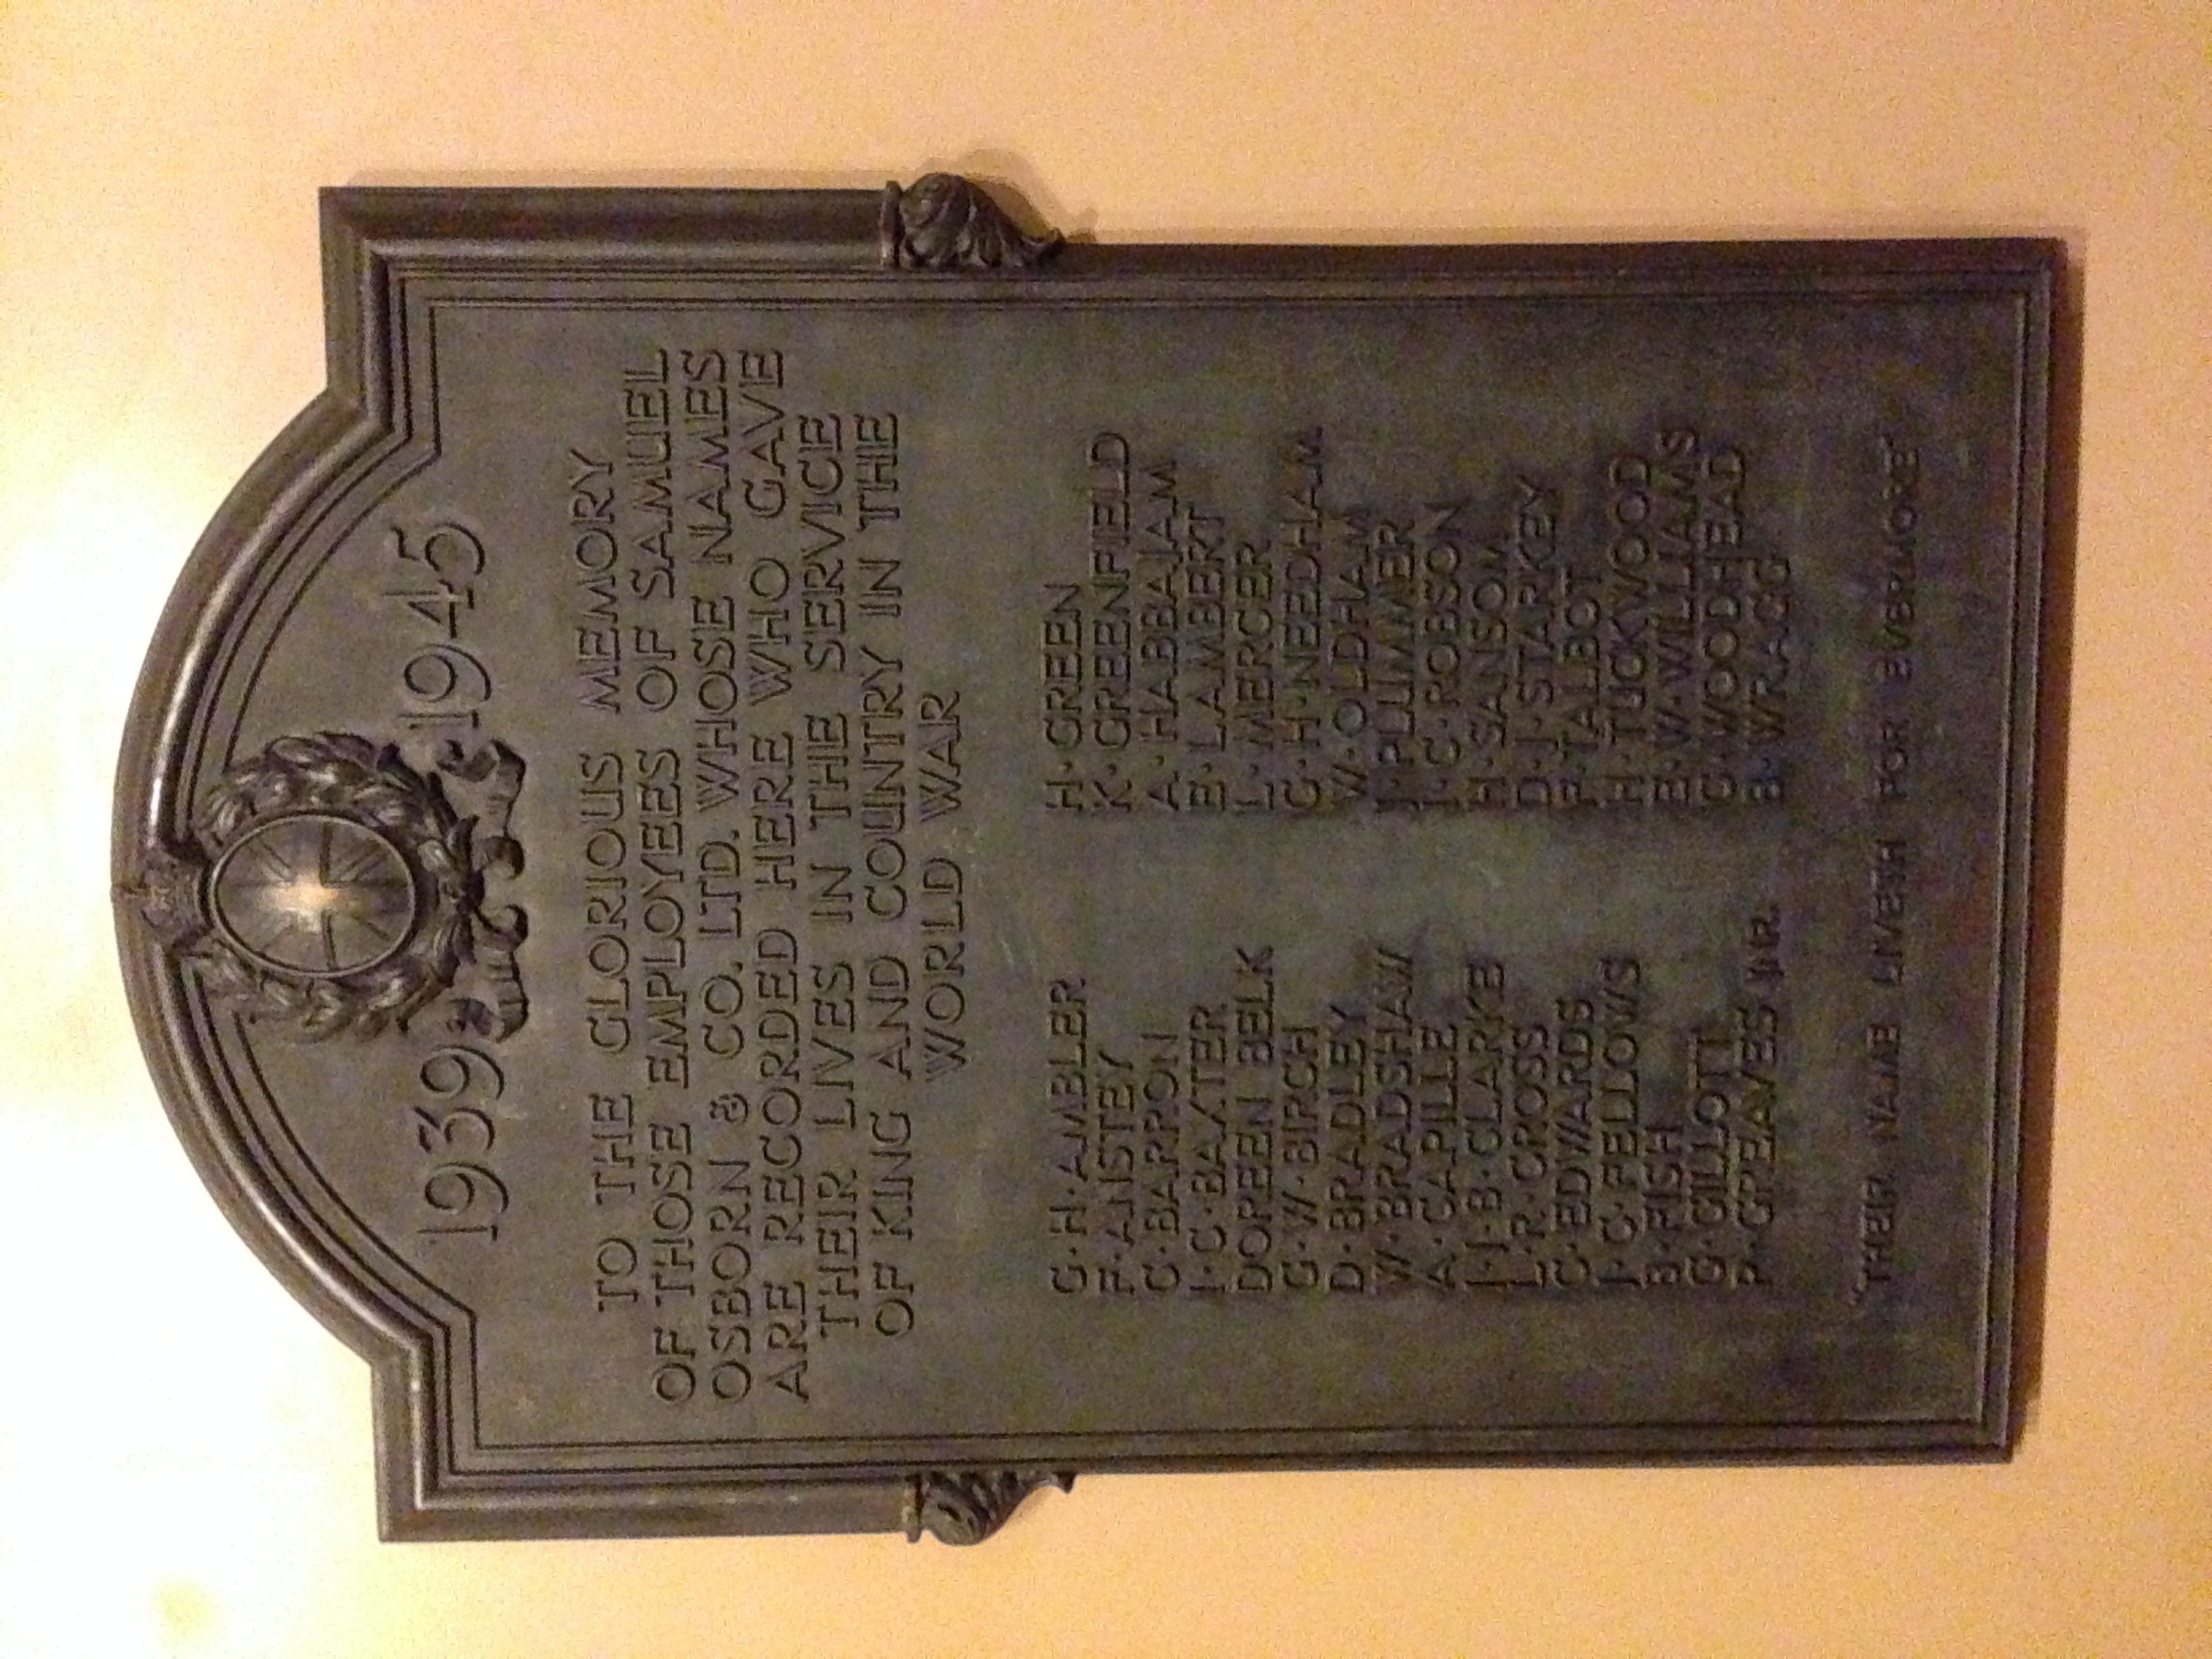 1939 1945
TO THE GLORIOUS MEMORY
OF THOSE EMPLOYEES OF SAMUEL
OSBORN & CO. LTD. WHOSE NAMES
ARE RECORDED HERE WHO GAVE
THEIR LIVES IN THE SERVICE
OF KING AND COUNTRY IN THE
WORLD WAR
G·H·AMBLER
F·ANSTEY
C·BARRON
I·C·BAXTER
DOREEN BELK
G·W·BIRCH
D·BRADLEY
W·BRADSHAW
A·CAPILLE
J·J·B·CLARKE
L·R·CROSS
C·EDWARDS
J·C·FELLOWS
B·FISH
G·GILLOTT
P·GREAVES JNR.
H·GREEN
K·GREENFIELD
A·HABBAJAM
E·LAMBERT
L·MERCER
G·H·NEEDHAM
W·OLDHAM
J·PLUMMER
J·C·ROBSON
H·SANSOM
D·J·STARKEY
F·TALBOT
H·TUCKWOOD
E·W·WILLIAMS
C·WOODHEAD
B·WRAGG
"THEIR NAME LIVETH FOR EVERMORE"